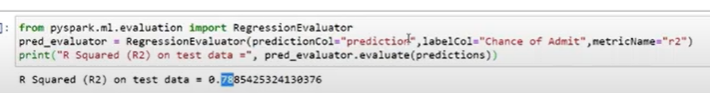 ]: from pyspark.ml.evaluation import RegressionEvaluator
pred_evaluator = RegressionEvaluator(predictionCol="prediction",labelCol="Chance of Admit",metricName="r2")
print("R Squared (R2) on test data =", pred_evaluator.evaluate(predictions))
R Squared (R2) on test data = 0.7885425324130376